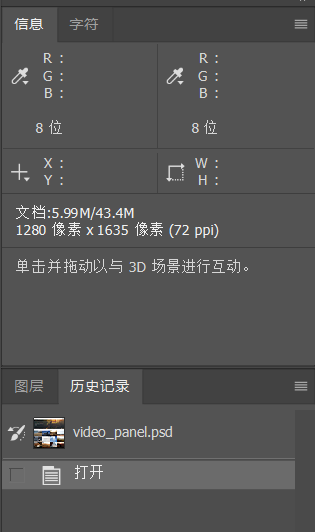 信息 字符
R : R :
G : G :
B : B :
8 位 8 位
X : W :
Y : H :
文档:5.99M/43.4M
1280 像素 x 1635 像素 (72 ppi)
单击并拖动以与 3D 场景进行互动。
图层 历史记录
video_panel.psd
打开